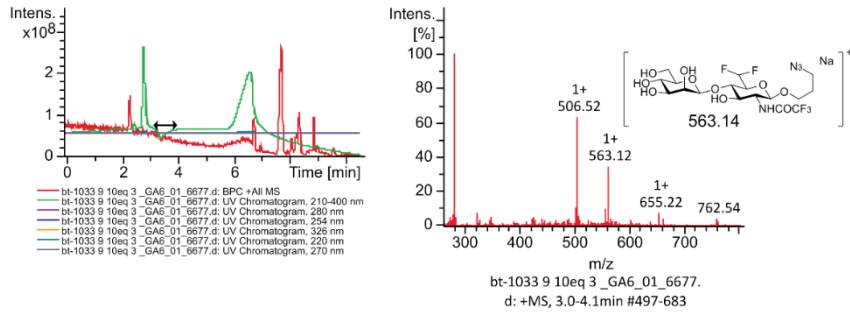 Intens.
x10⁸
2
1
0
0
2
4
6
8
Time [min]
bt-1033 9 10eq 3 _GA6_01_6677.d: BPC +All MS
bt-1033 9 10eq 3 _GA6_01_6677.d: UV Chromatogram, 210-400 nm
bt-1033 9 10eq 3 _GA6_01_6677.d: UV Chromatogram, 280 nm
bt-1033 9 10eq 3 _GA6_01_6677.d: UV Chromatogram, 254 nm
bt-1033 9 10eq 3 _GA6_01_6677.d: UV Chromatogram, 326 nm
bt-1033 9 10eq 3 _GA6_01_6677.d: UV Chromatogram, 220 nm
bt-1033 9 10eq 3 _GA6_01_6677.d: UV Chromatogram, 270 nm
Intens.
[%]
100
80
60
40
20
0
300
400
500
600
700
m/z
1+
506.52
1+
563.12
1+
655.22
762.54
HO
OH
HO
HO
O
O
F
F
O
HO
NHCOCF₃
O
N₃
Na
+
563.14
bt-1033 9 10eq 3 _GA6_01_6677.
d: +MS, 3.0-4.1min #497-683